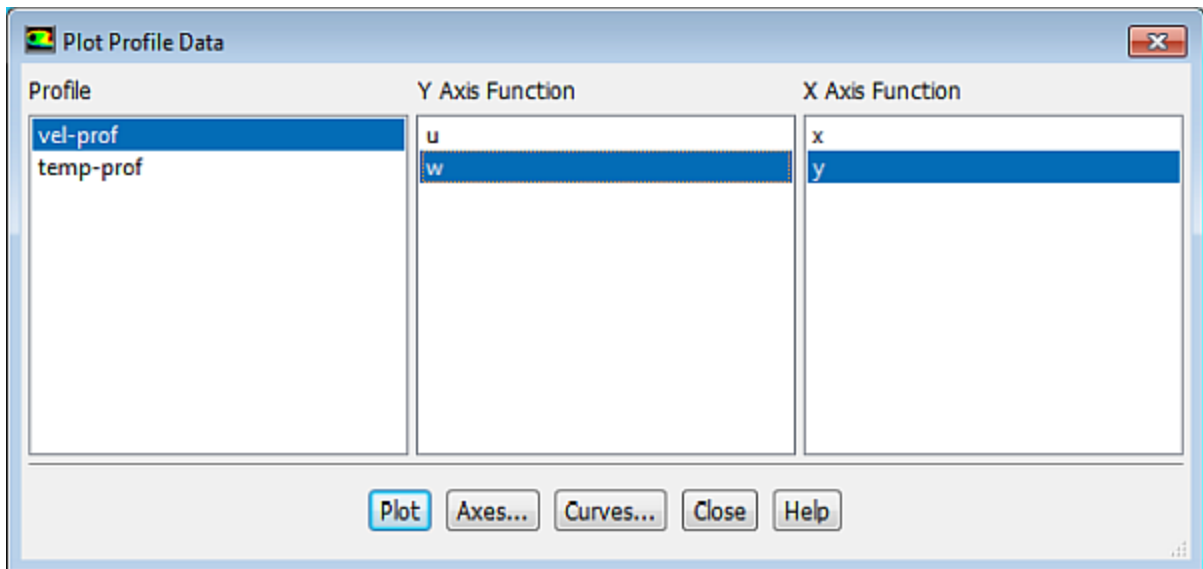 Plot Profile Data
Profile
Y Axis Function
X Axis Function
vel-prof
u
x
temp-prof
w
y
Plot
Axes...
Curves...
Close
Help